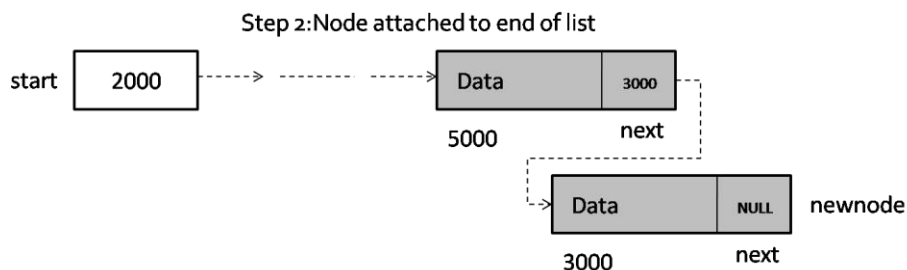 Step 2:Node attached to end of list
start 2000 Data 3000
5000 next
Data NULL newnode
3000 next